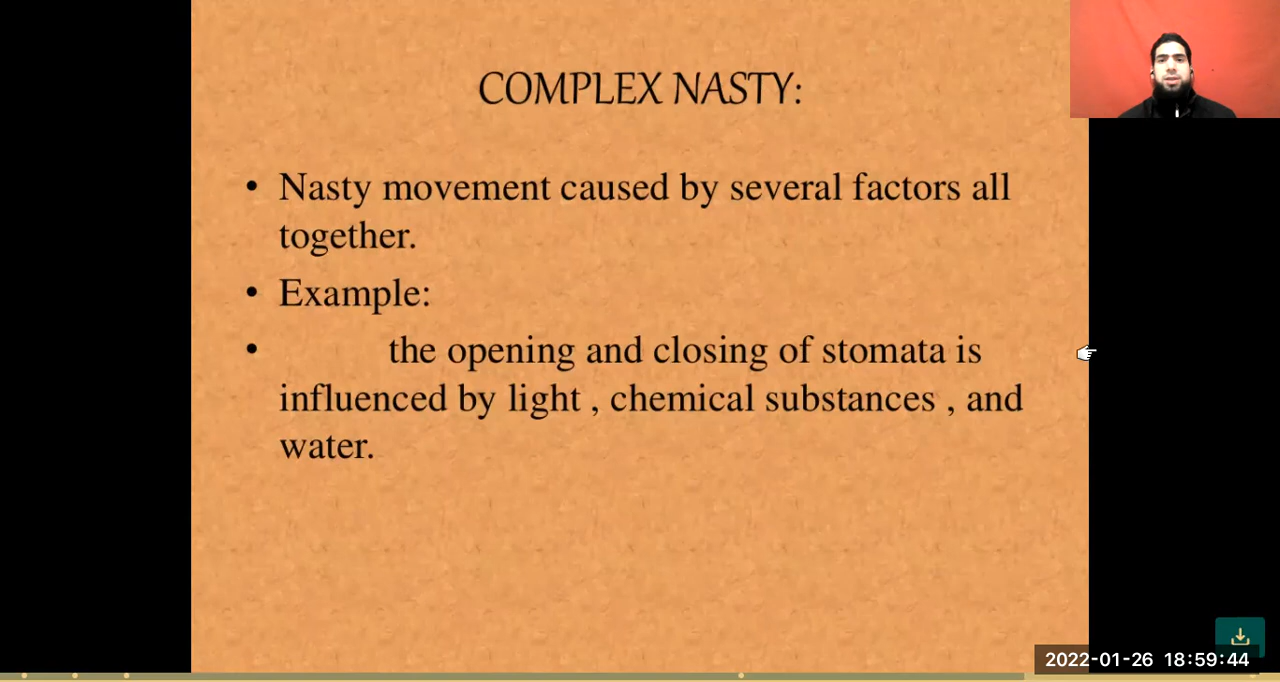 COMPLEX NASTY:
• Nasty movement caused by several factors all
together.
• Example:
• the opening and closing of stomata is
influenced by light , chemical substances , and
water.
2022-01-26 18:59:44